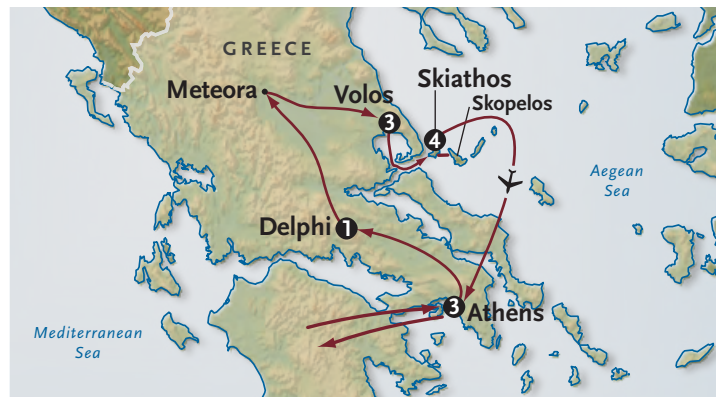 GREECE
Meteora
Volos
3
Skiathos
4
Skopelos
Aegean
Sea
Delphi
1
3
Athens
Mediterranean
Sea